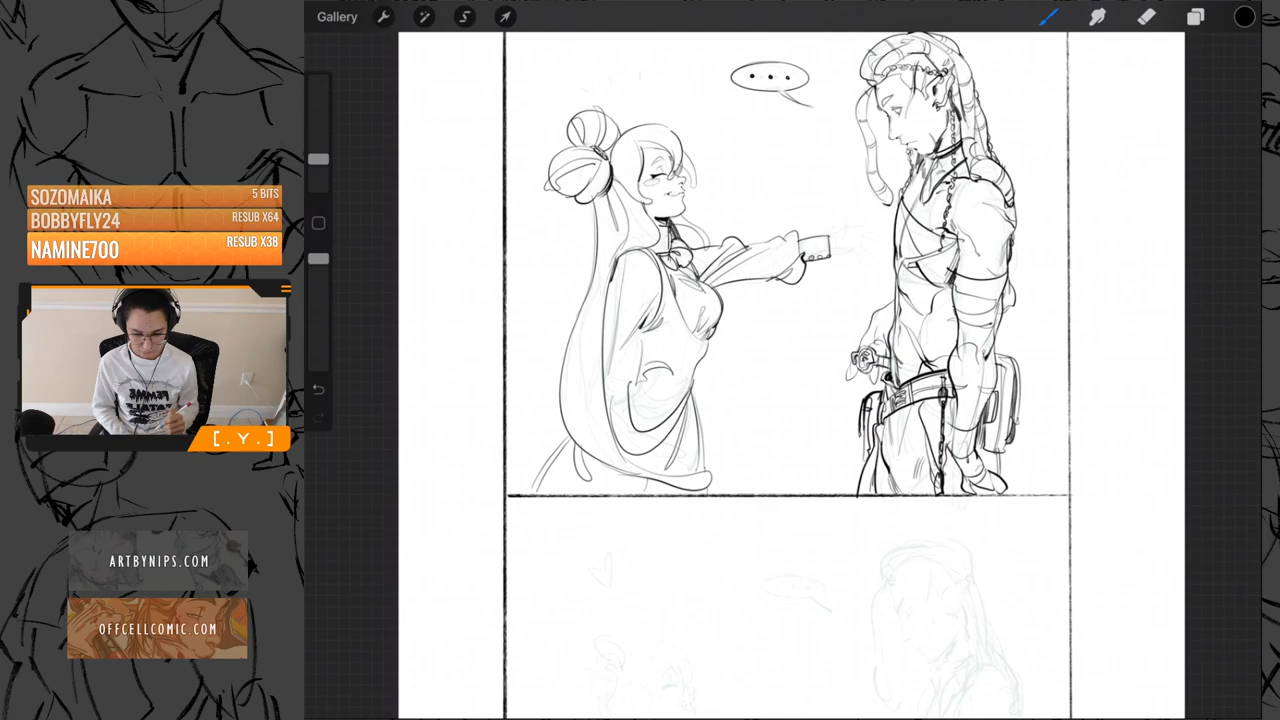 Gallery
SOZOMAIKA 5 BITS
BOBBYFLY24 RESUB X64
NAMINE700 RESUB X38
[ . Y . ]
ARTBYNIPS.COM
OFFCELLCOMIC.COM
...